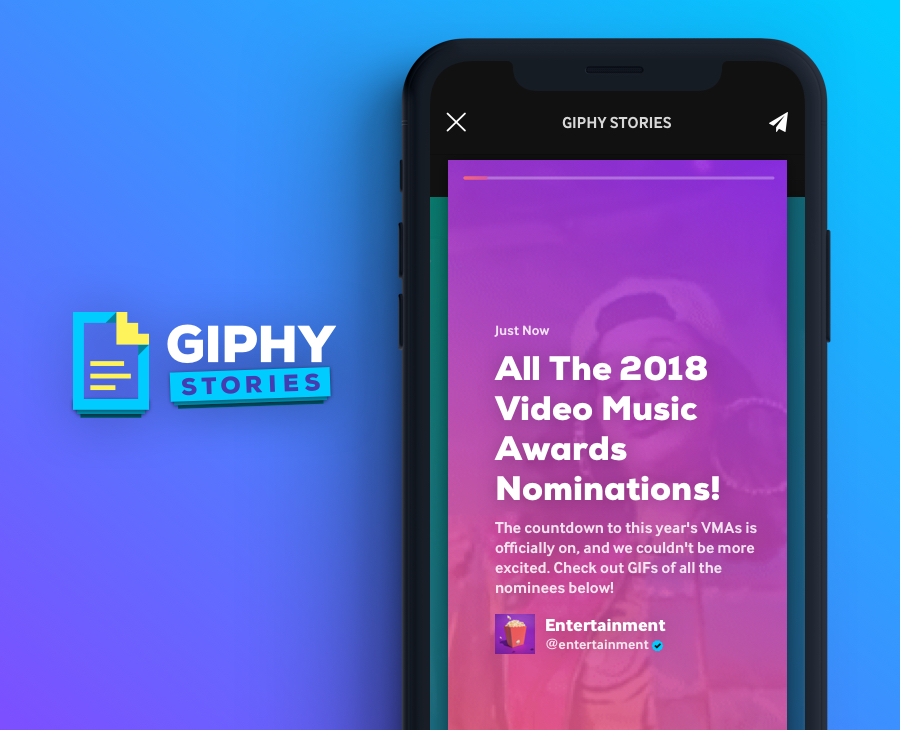 GIPHY
STORIES
GIPHY STORIES
Just Now
All The 2018
Video Music
Awards
Nominations!
The countdown to this year's VMAs is
officially on, and we couldn't be more
excited. Check out GIFs of all the
nominees below!
Entertainment
@entertainment